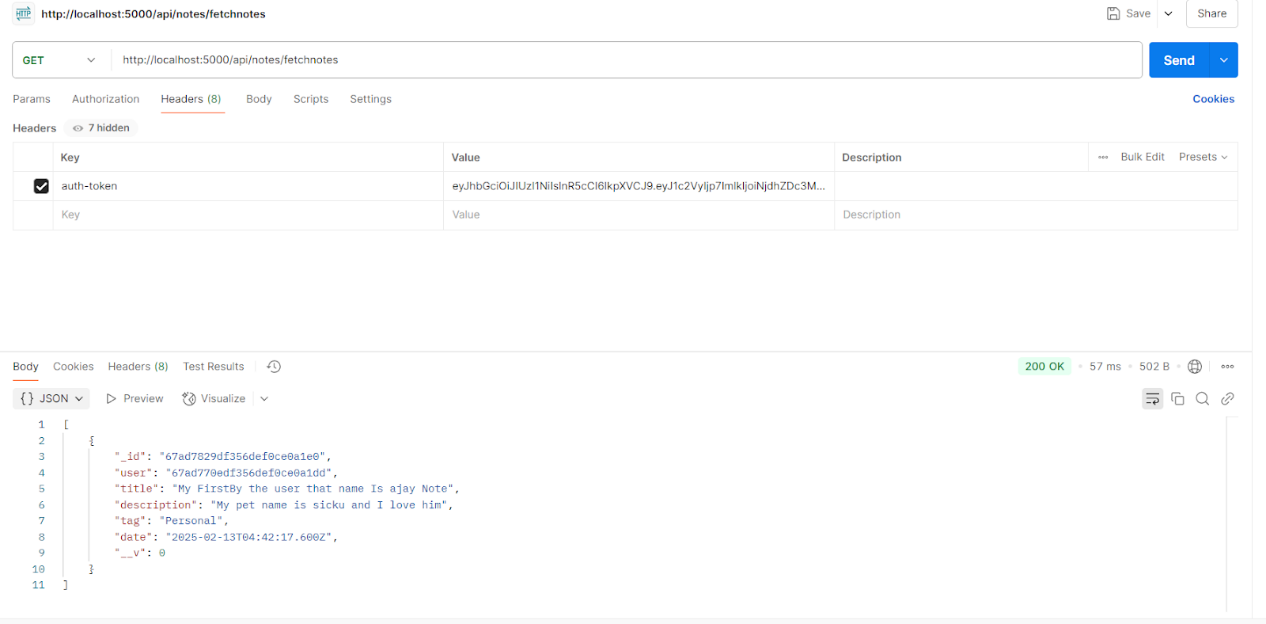 HTTP http://localhost:5000/api/notes/fetchnotes Save Share
GET http://localhost:5000/api/notes/fetchnotes Send
Params Authorization Headers (8) Body Scripts Settings Cookies
Headers 7 hidden
Key Value Description ••• Bulk Edit Presets
auth-token eyJhbGciOiJIUzI1NiIsInR5cCI6IkpXVCJ9.eyJ1c2VyIjp7ImlkIjoiNjdhZDc3M...
Key Value Description
Body Cookies Headers (8) Test Results 200 OK • 57 ms • 502 B •
{} JSON Preview Visualize
1 [
2 {
3 "_id": "67ad7829df356def0ce0a1e0",
4 "user": "67ad770edf356def0ce0a1dd",
5 "title": "My FirstBy the user that name Is ajay Note",
6 "description": "My pet name is sicku and I love him",
7 "tag": "Personal",
8 "date": "2025-02-13T04:42:17.600Z",
9 "__v": 0
10 }
11 ]